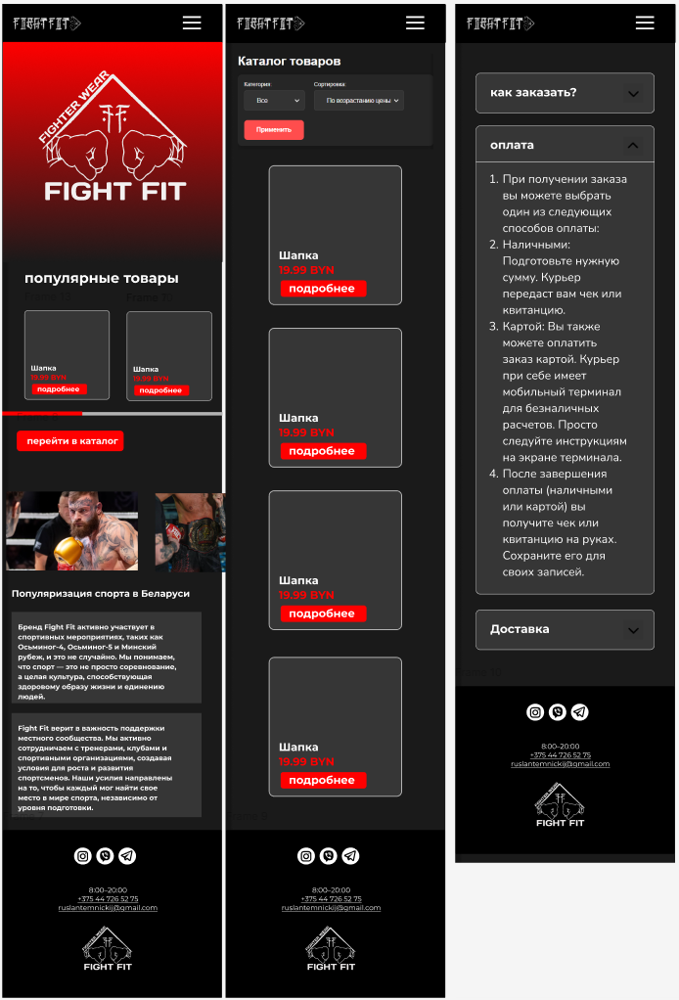 FIGHT FIT
FIGHTER WEAR
FIGHT FIT
популярные товары
Шапка
19.99 BYN
подробнее
Шапка
19.99 BYN
подробнее
перейти в каталог
Популяризация спорта в Беларуси
Бренд Fight Fit активно участвует в
спортивных мероприятиях, таких как
Осьминог-4, Осьминог-5 и Минский
рубеж, и это не случайно. Мы понимаем,
что спорт — это не просто соревнование,
а целая культура, способствующая
здоровому образу жизни и единению
людей.
Fight Fit верит в важность поддержки
местного сообщества. Мы активно
сотрудничаем с тренерами, клубами и
спортивными организациями, создавая
условия для роста и развития
спортсменов. Наши усилия направлены
на то, чтобы каждый мог найти свое
место в мире спорта, независимо от
уровня подготовки.
8:00–20:00
+375 44 726 52 75
ruslantemnickij@gmail.com
FIGHTER WEAR
FIGHT FIT
FIGHT FIT
Каталог товаров
Категория: Сортировка:
Все По возрастанию цены
Применить
Шапка
19.99 BYN
подробнее
Шапка
19.99 BYN
подробнее
Шапка
19.99 BYN
подробнее
Шапка
19.99 BYN
подробнее
8:00–20:00
+375 44 726 52 75
ruslantemnickij@gmail.com
FIGHTER WEAR
FIGHT FIT
FIGHT FIT
как заказать?
оплата
1. При получении заказа
вы можете выбрать
один из следующих
способов оплаты:
2. Наличными:
Подготовьте нужную
сумму. Курьер
передаст вам чек или
квитанцию.
3. Картой: Вы также
можете оплатить
заказ картой. Курьер
при себе имеет
мобильный терминал
для безналичных
расчетов. Просто
следуйте инструкциям
на экране терминала.
4. После завершения
оплаты (наличными
или картой) вы
получите чек или
квитанцию на руках.
Сохраните его для
своих записей.
Доставка
8:00–20:00
+375 44 726 52 75
ruslantemnickij@gmail.com
FIGHTER WEAR
FIGHT FIT